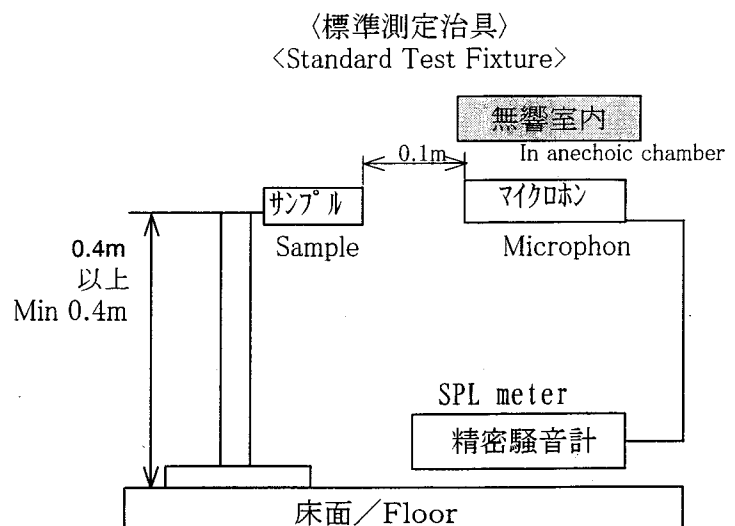 〈標準測定治具〉
<Standard Test Fixture>
無響室内
In anechoic chamber
0.1m
サンプル
マイクロホン
Sample
Microphon
0.4m
以上
Min 0.4m
SPL meter
精密騒音計
床面／Floor